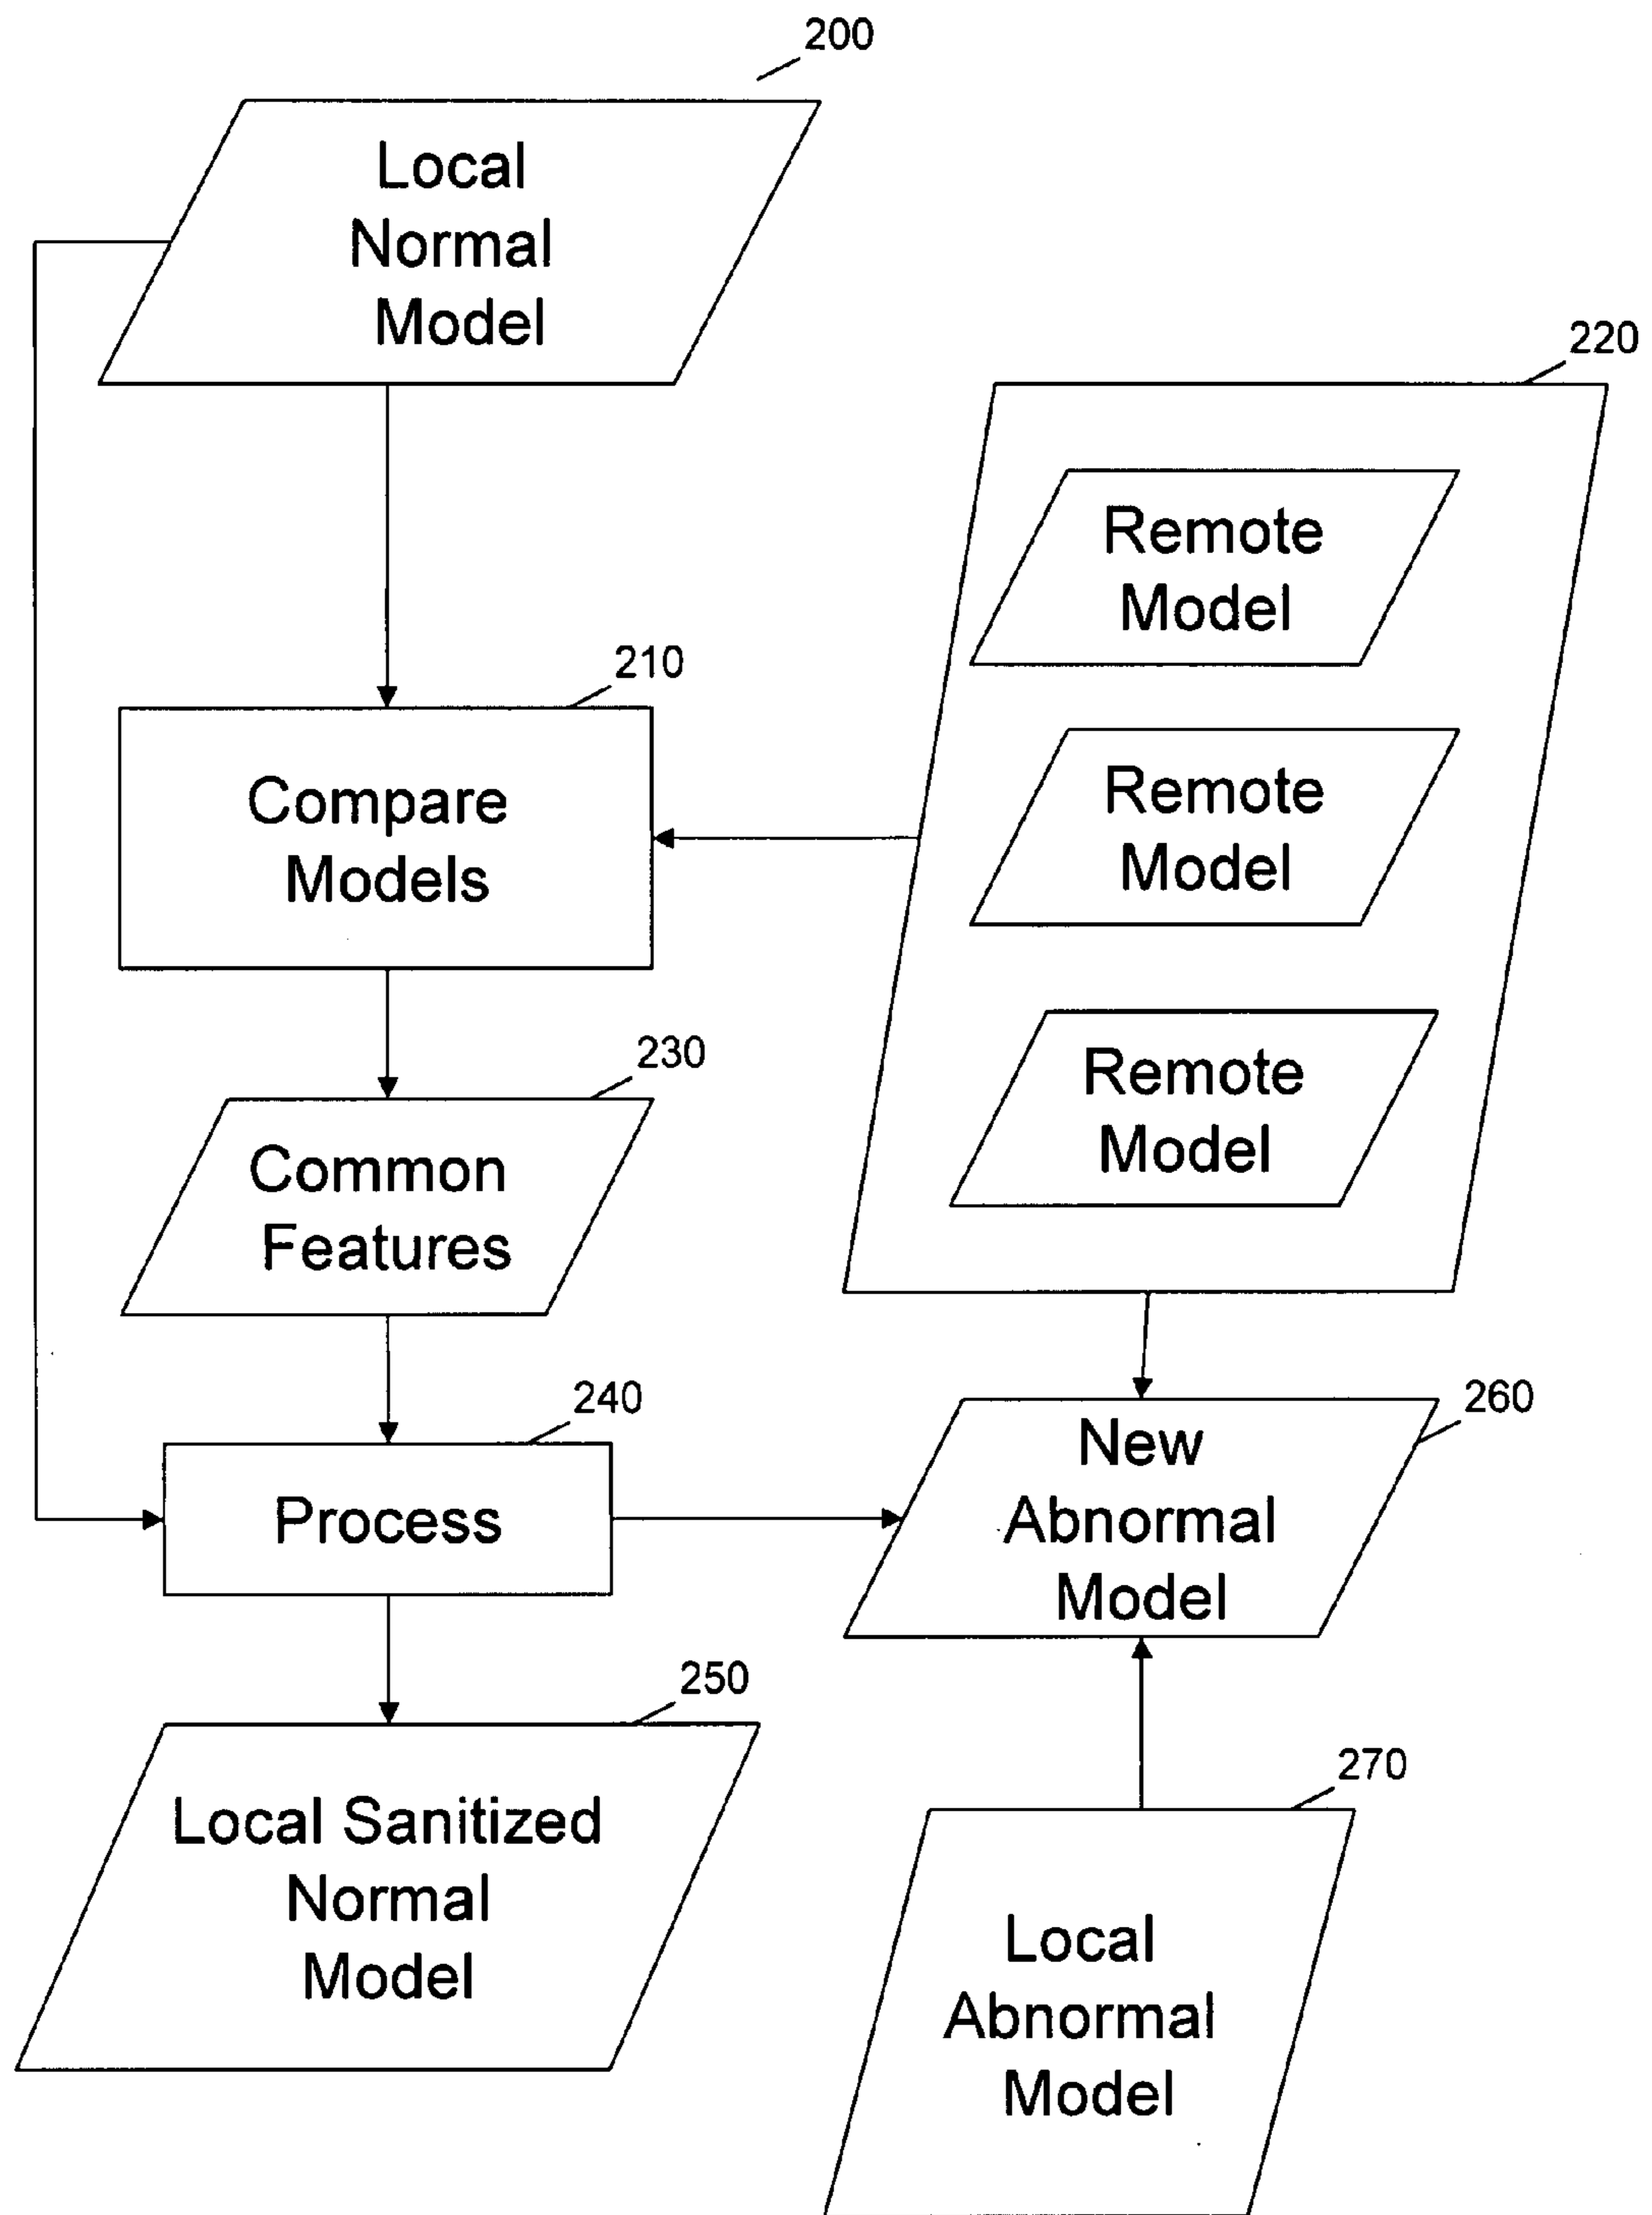 200
Local
Normal
Model
220
Remote
Model
210
Compare
Models
Remote
Model
230
Common
Features
Remote
Model
240
Process
260
New
Abnormal
Model
250
Local Sanitized
Normal
Model
270
Local
Abnormal
Model